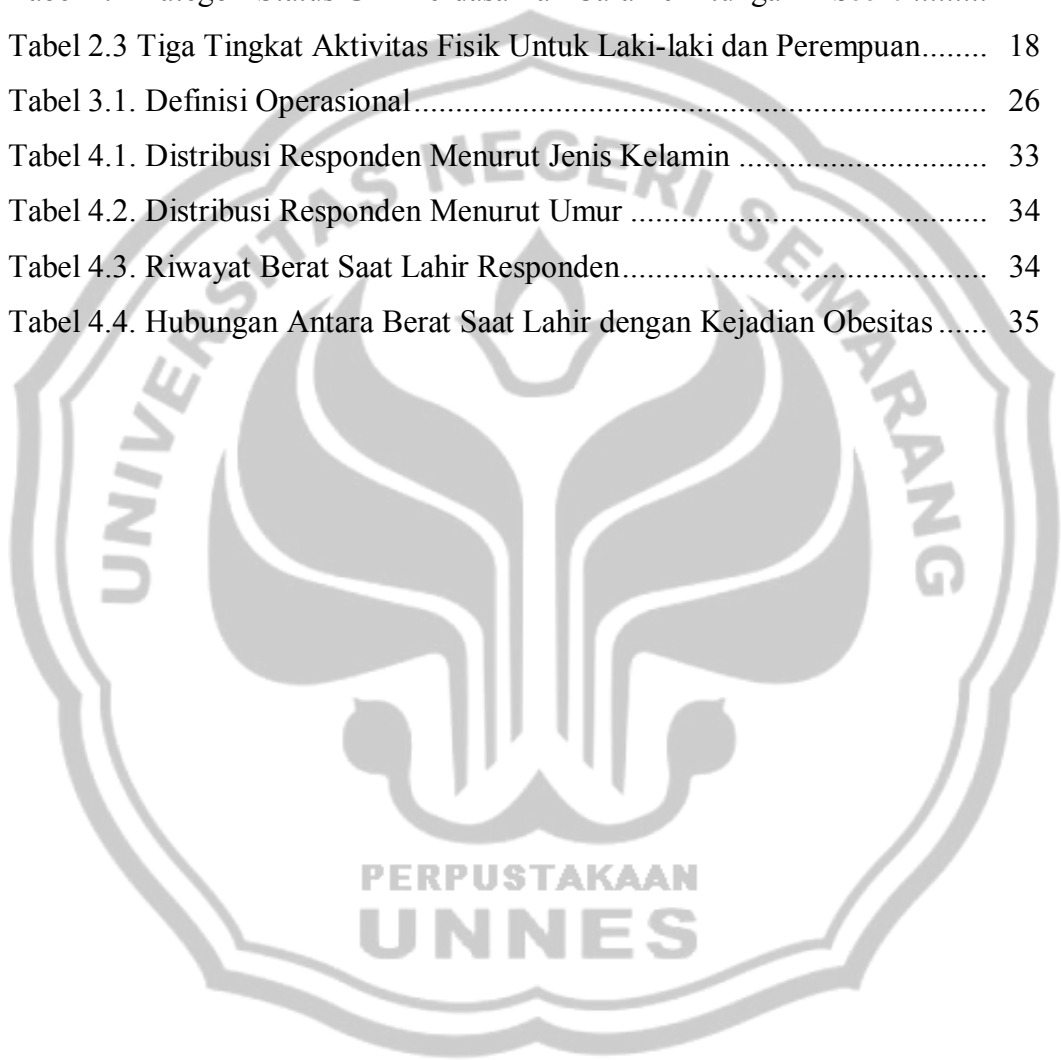 Tabel 2.3 Tiga Tingkat Aktivitas Fisik Untuk Laki-laki dan Perempuan........ 18
Tabel 3.1. Definisi Operasional.................................................................... 26
Tabel 4.1. Distribusi Responden Menurut Jenis Kelamin .............................. 33
Tabel 4.2. Distribusi Responden Menurut Umur .......................................... 34
Tabel 4.3. Riwayat Berat Saat Lahir Responden........................................... 34
Tabel 4.4. Hubungan Antara Berat Saat Lahir dengan Kejadian Obesitas ...... 35
UNIVERSITAS NEGERI SEMARANG
PERPUSTAKAAN
UNNES